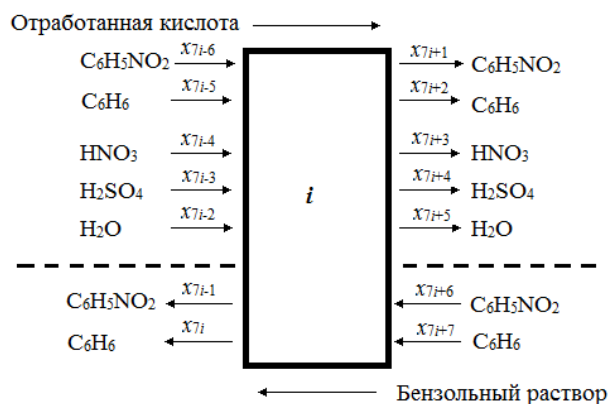 Отработанная кислота
C₆H₅NO₂ x₇ᵢ₋₆ x₇ᵢ₊₁ C₆H₅NO₂
C₆H₆ x₇ᵢ₋₅ x₇ᵢ₊₂ C₆H₆
HNO₃ x₇ᵢ₋₄ x₇ᵢ₊₃ HNO₃
H₂SO₄ x₇ᵢ₋₃ i x₇ᵢ₊₄ H₂SO₄
H₂O x₇ᵢ₋₂ x₇ᵢ₊₅ H₂O
C₆H₅NO₂ x₇ᵢ₋₁ x₇ᵢ₊₆ C₆H₅NO₂
C₆H₆ x₇ᵢ x₇ᵢ₊₇ C₆H₆
Бензольный раствор